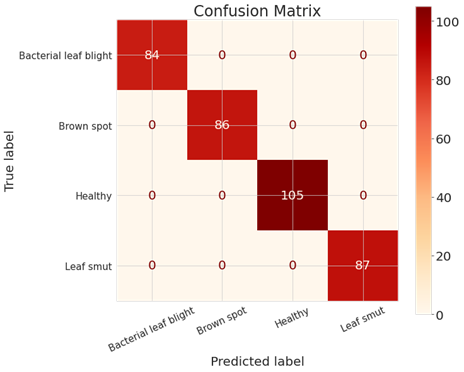 Confusion Matrix
Bacterial leaf blight 84 0 0 0
Brown spot 0 86 0 0
Healthy 0 0 105 0
Leaf smut 0 0 0 87
Bacterial leaf blight Brown spot Healthy Leaf smut
True label
Predicted label
100
80
60
40
20
0